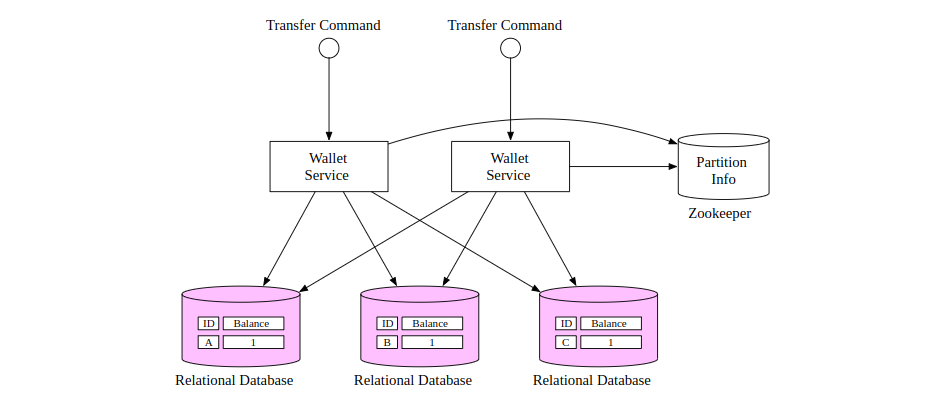 Transfer Command
Transfer Command
Wallet
Service
Wallet
Service
Partition
Info
Zookeeper
ID Balance
A 1
ID Balance
B 1
ID Balance
C 1
Relational Database
Relational Database
Relational Database